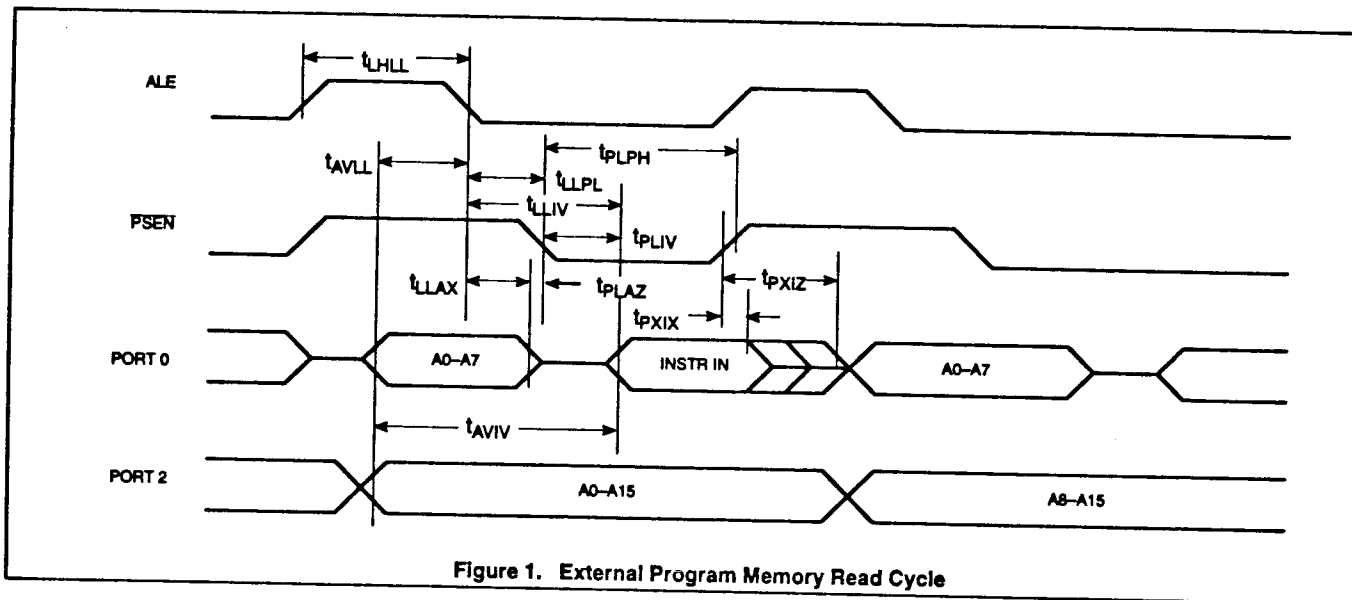 tLHLL
ALE
tAVLL
tPLPH
tLLPL
tLLIV
PSEN
tPLIV
tLLAX
tPLAZ
tPXIZ
tPXIX
PORT 0
A0–A7
INSTR IN
A0–A7
tAVIV
PORT 2
A0–A15
A8–A15
Figure 1. External Program Memory Read Cycle